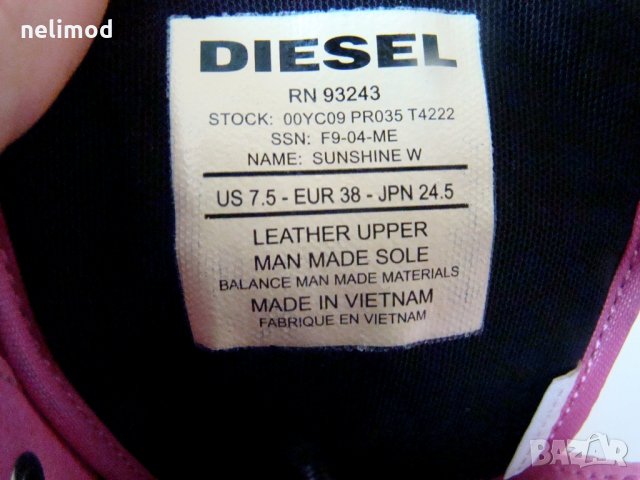 nelimod
DIESEL
RN 93243
STOCK: 00YC09 PR035 T4222
SSN: F9-04-ME
NAME: SUNSHINE W
US 7.5 - EUR 38 - JPN 24.5
LEATHER UPPER
MAN MADE SOLE
BALANCE MAN MADE MATERIALS
MADE IN VIETNAM
FABRIQUE EN VIETNAM
BAZAR